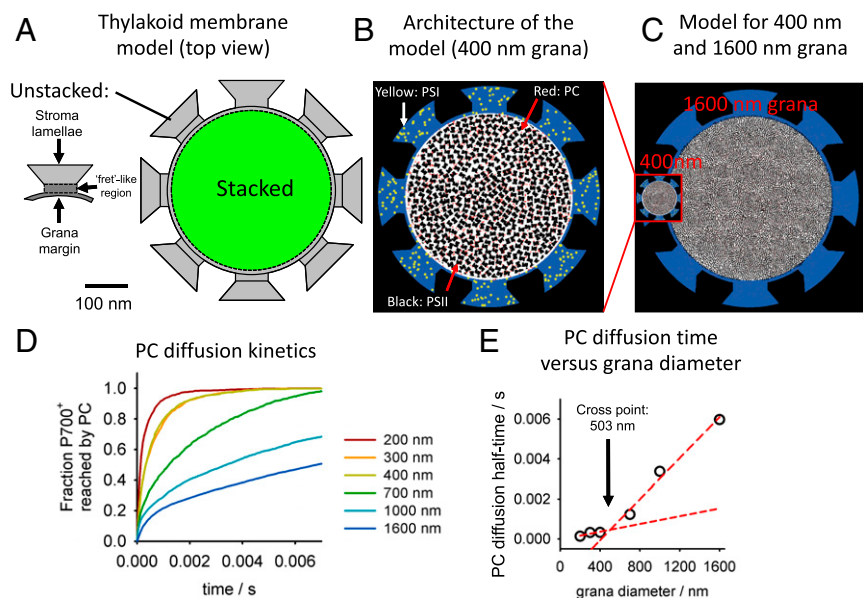 A
Thylakoid membrane
model (top view)
Unstacked:
Stroma
lamellae
'fret'-like
region
Grana
margin
Stacked
100 nm
B
Architecture of the
model (400 nm grana)
Yellow: PSI
Red: PC
Black: PSII
C
Model for 400 nm
and 1600 nm grana
1600 nm grana
400nm
D
PC diffusion kinetics
Fraction P700+
reached by PC
1.0
0.8
0.6
0.4
0.2
0.0
0.000
0.002
0.004
0.006
time / s
200 nm
300 nm
400 nm
700 nm
1000 nm
1600 nm
E
PC diffusion time
versus grana diameter
Cross point:
503 nm
PC diffusion half-time / s
0.006
0.004
0.002
0.000
0
400
800
1200
1600
grana diameter / nm